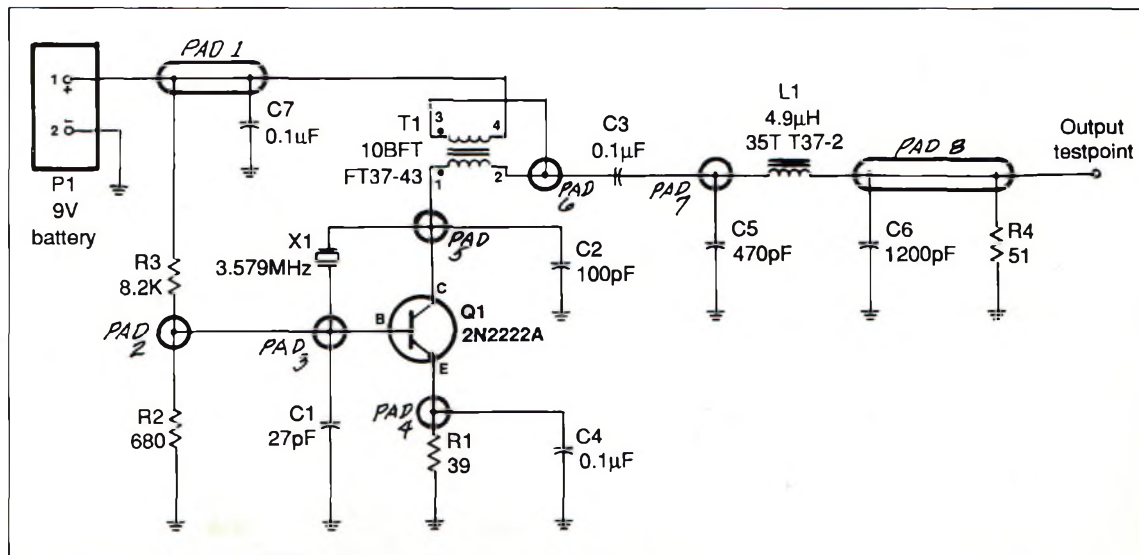 PAD 1
1
+
2
-
P1
9V
battery
C7
0.1µF
T1
10BFT
FT37-43
3
4
1
2
C3
0.1µF
PAD
6
PAD
7
L1
4.9µH
35T T37-2
PAD 8
Output
testpoint
C5
470pF
C6
1200pF
R4
51
X1
3.579MHz
PAD
5
C2
100pF
R3
8.2K
PAD
2
PAD
3
B
C
E
Q1
2N2222A
PAD
4
R2
680
C1
27pF
R1
39
C4
0.1µF